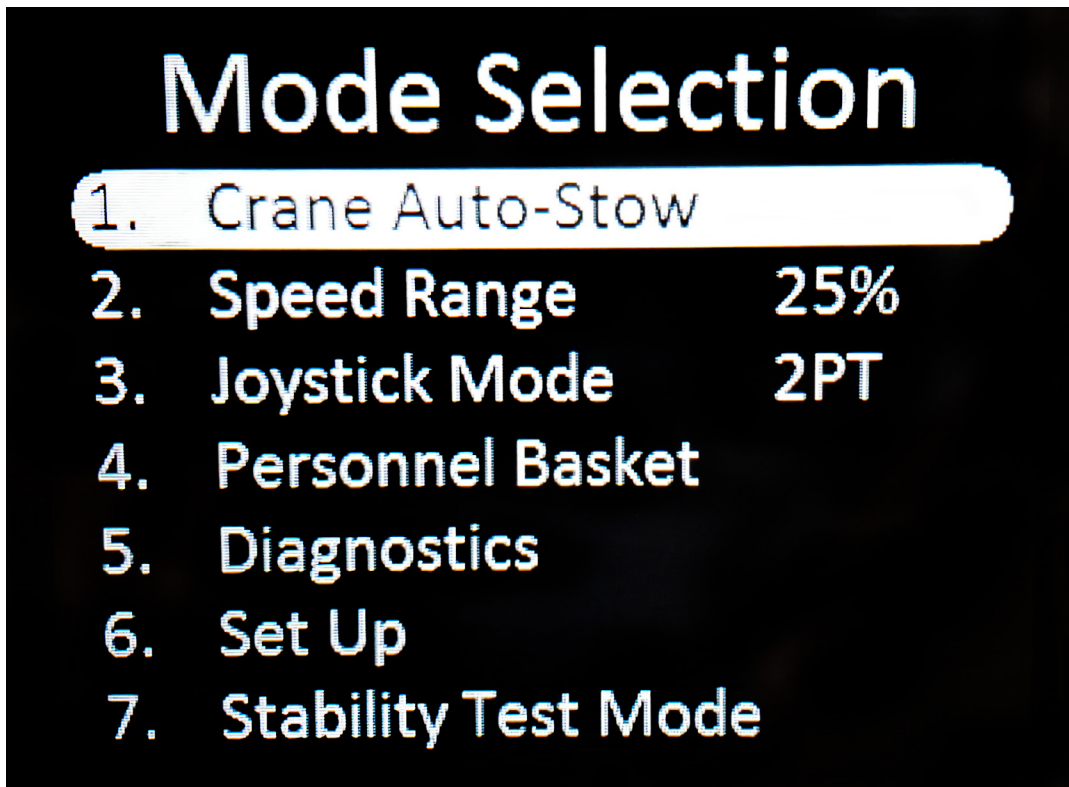 Mode Selection
1. Crane Auto-Stow
2. Speed Range 25%
3. Joystick Mode 2PT
4. Personnel Basket
5. Diagnostics
6. Set Up
7. Stability Test Mode